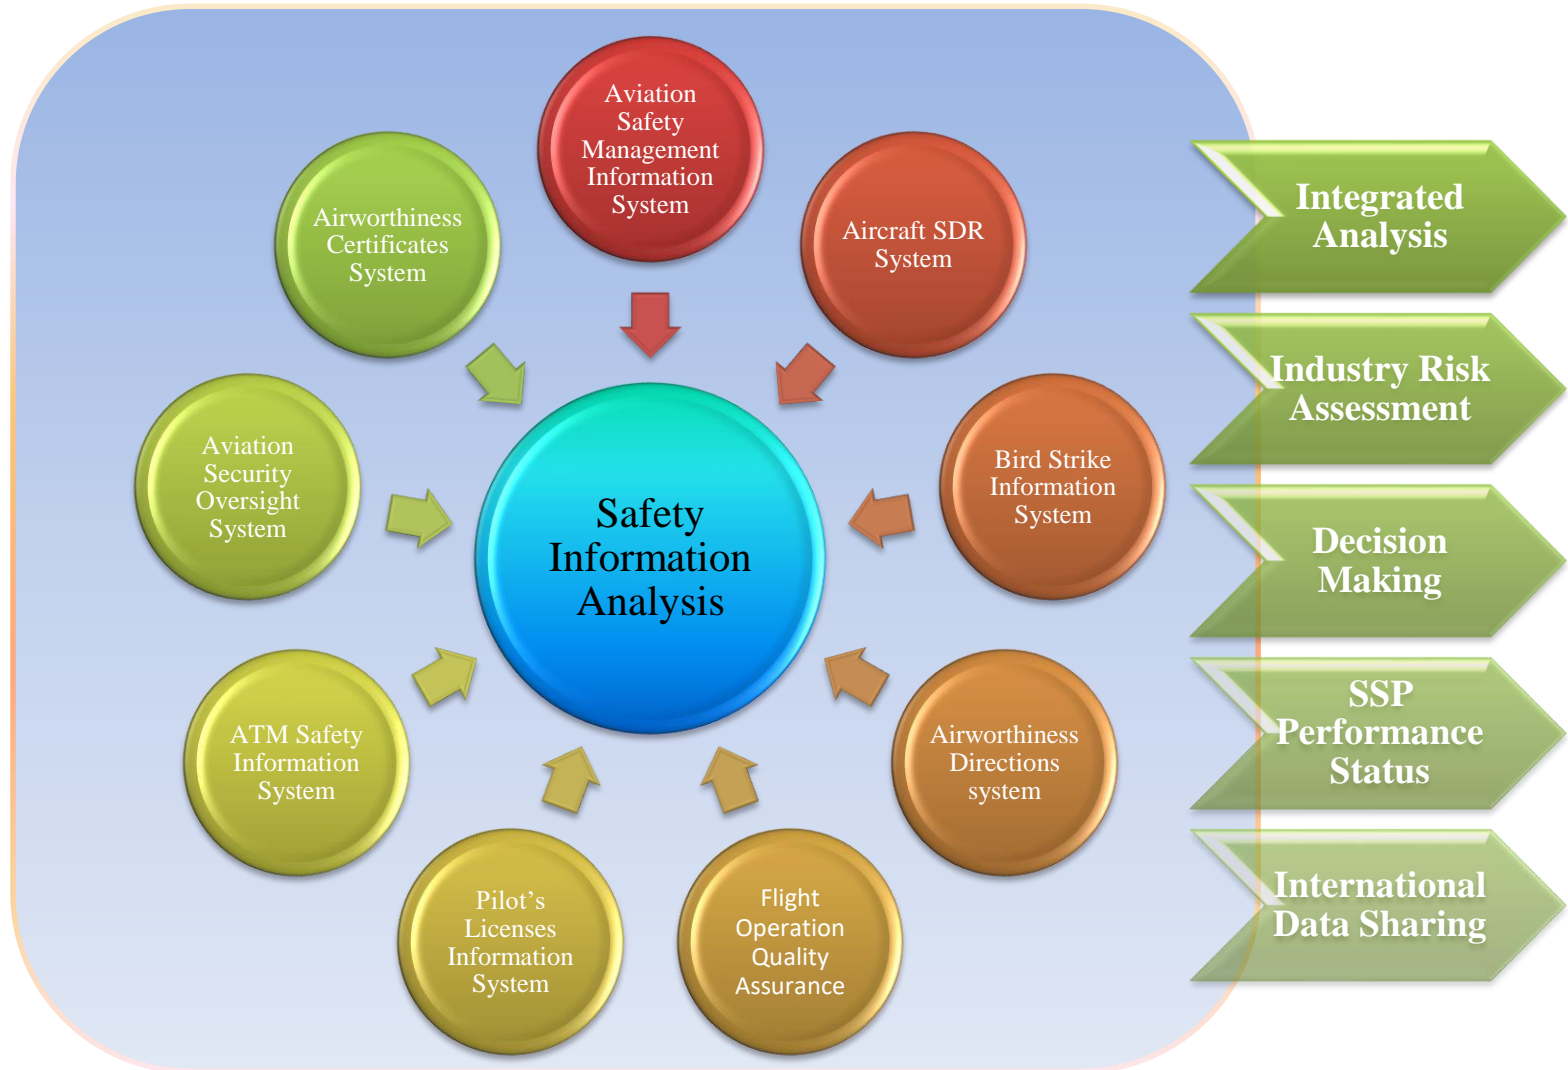 Aviation
Safety
Management
Information
System
Aircraft SDR
System
Bird Strike
Information
System
Airworthiness
Directions
system
Flight
Operation
Quality
Assurance
Pilot’s
Licenses
Information
System
ATM Safety
Information
System
Aviation
Security
Oversight
System
Airworthiness
Certificates
System
Safety
Information
Analysis
Integrated
Analysis
Industry Risk
Assessment
Decision
Making
SSP
Performance
Status
International
Data Sharing